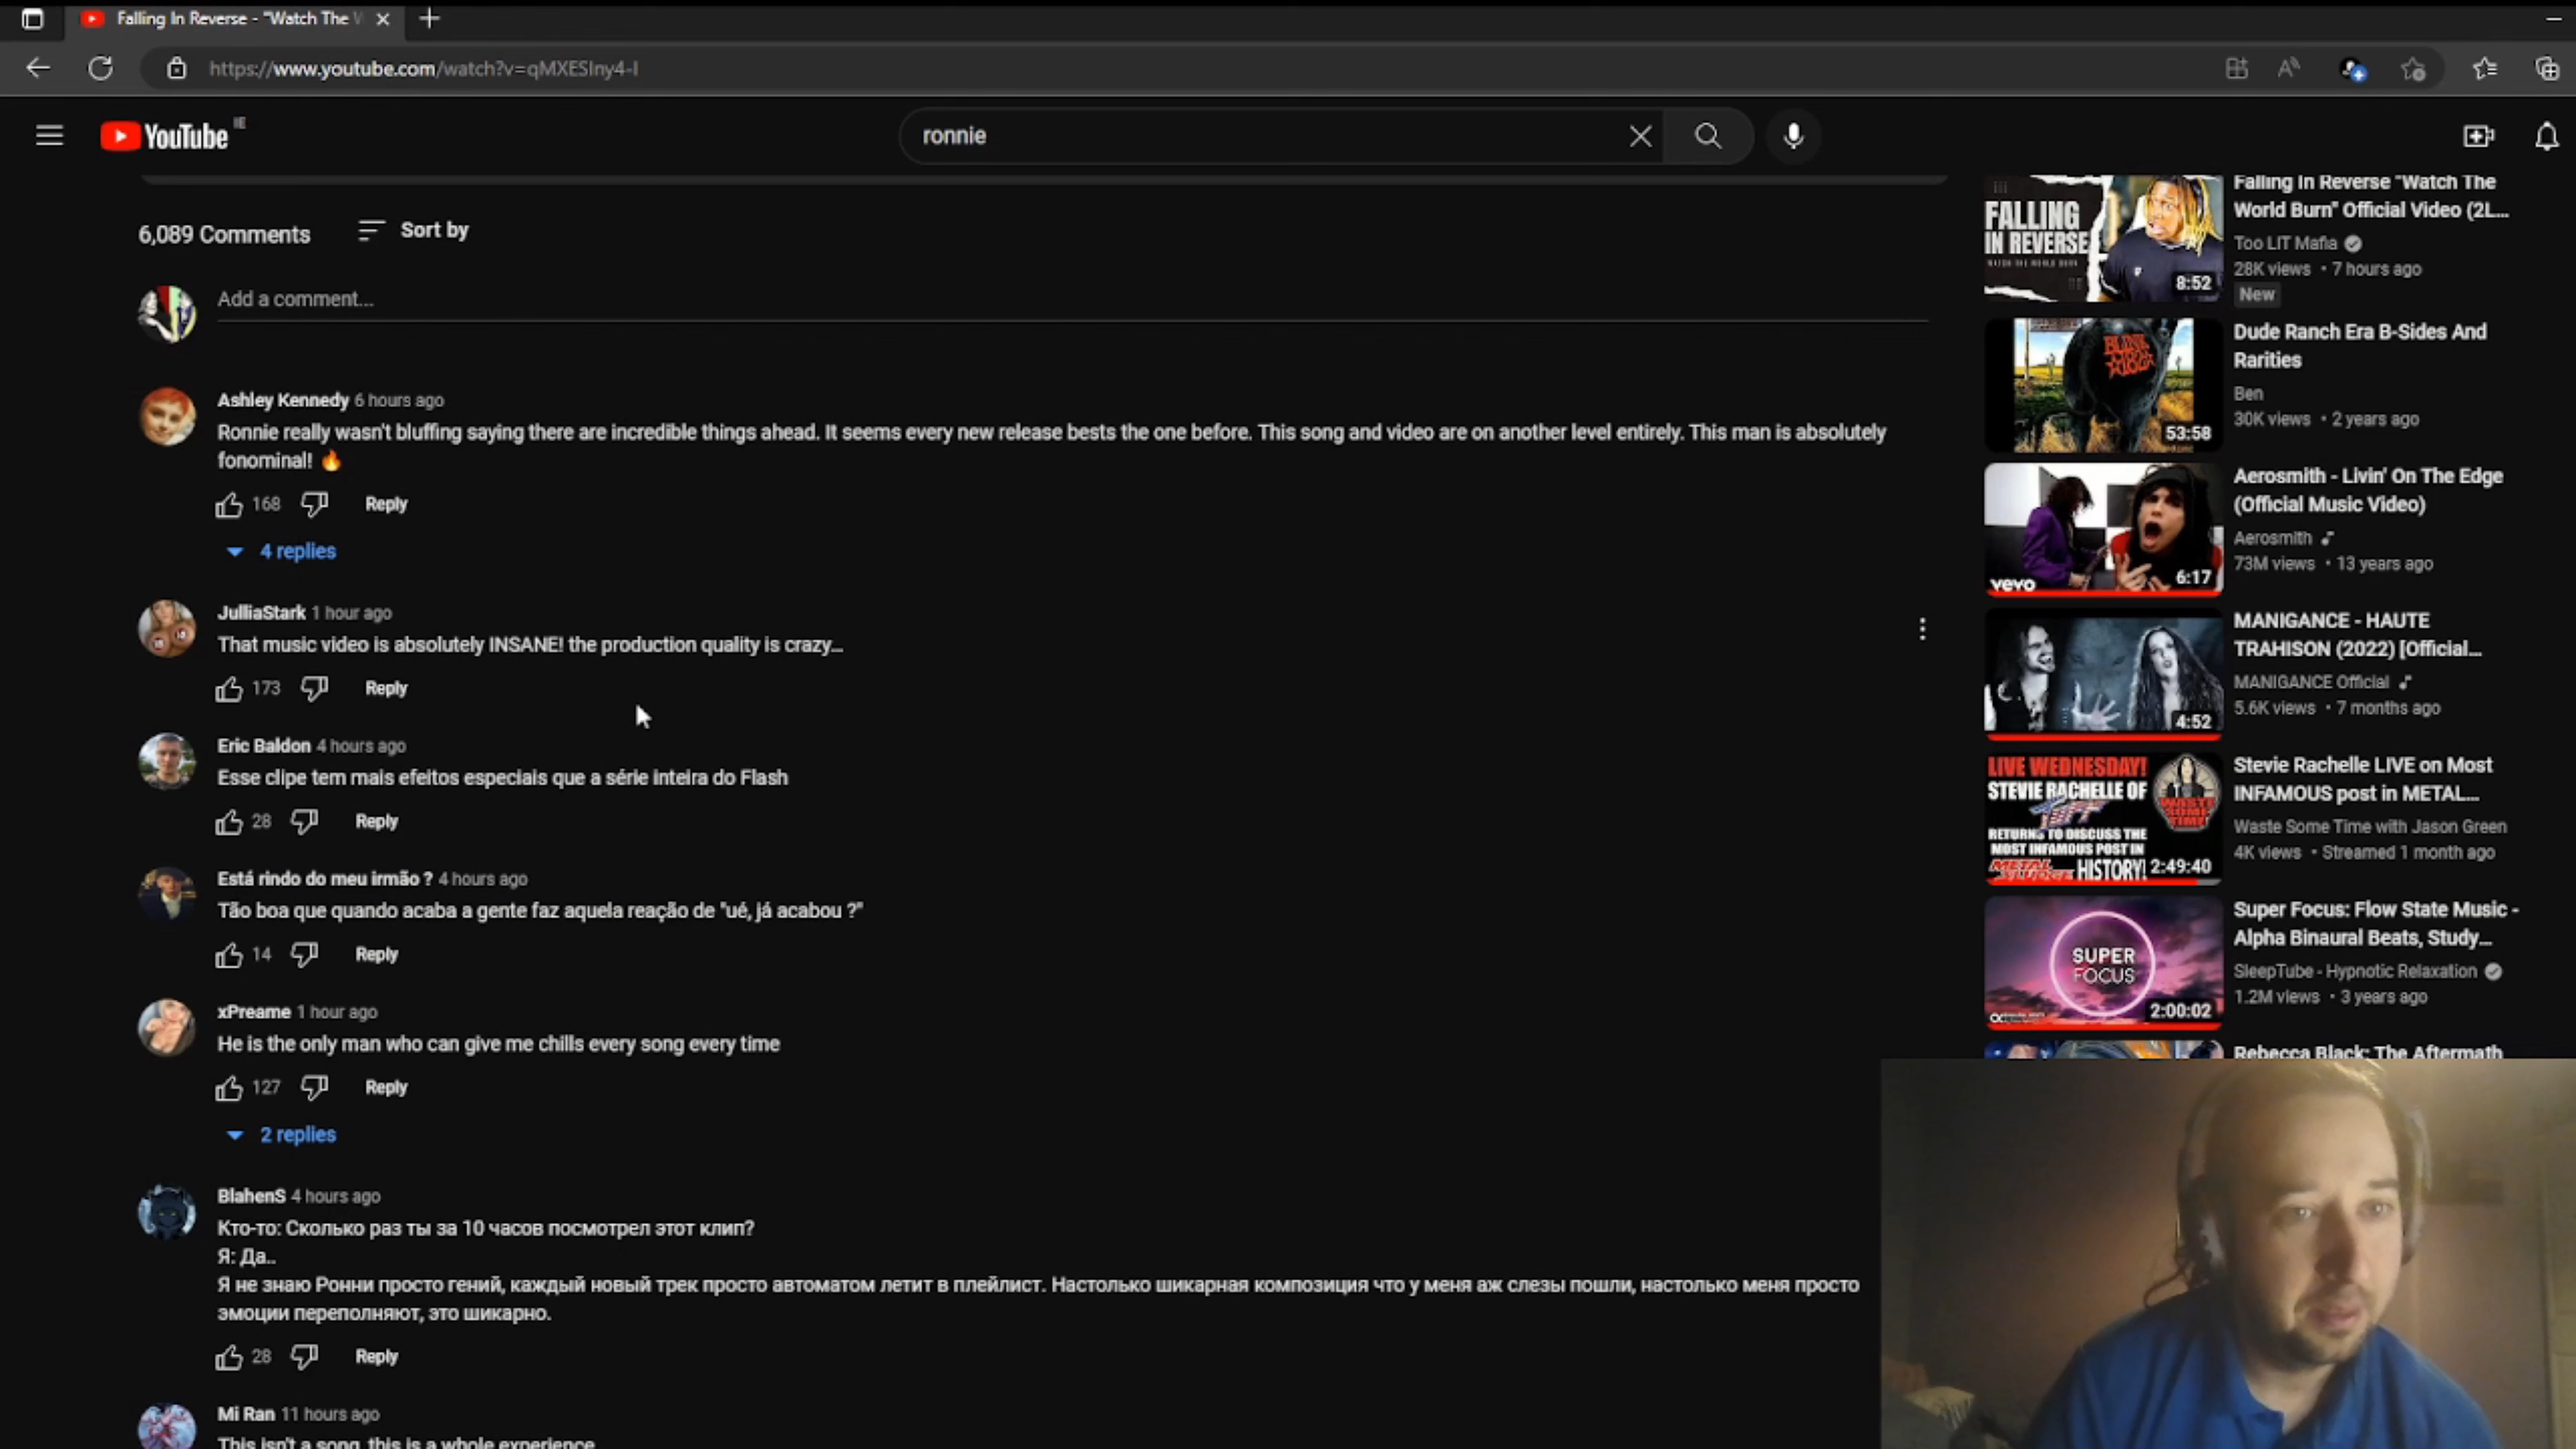 Falling In Reverse - "Watch The W
https://www.youtube.com/watch?v=qMXESlny4-I
YouTube IE
ronnie
6,089 Comments
Sort by
Add a comment...
Ashley Kennedy 6 hours ago
Ronnie really wasn't bluffing saying there are incredible things ahead. It seems every new release bests the one before. This song and video are on another level entirely. This man is absolutely
fonominal! 🔥
168 Reply
4 replies
JulliaStark 1 hour ago
That music video is absolutely INSANE! the production quality is crazy...
173 Reply
Eric Baldon 4 hours ago
Esse clipe tem mais efeitos especiais que a série inteira do Flash
28 Reply
Está rindo do meu irmão ? 4 hours ago
Tão boa que quando acaba a gente faz aquela reação de "ué, já acabou ?"
14 Reply
xPreame 1 hour ago
He is the only man who can give me chills every song every time
127 Reply
2 replies
BlahenS 4 hours ago
Кто-то: Сколько раз ты за 10 часов посмотрел этот клип?
Я: Да..
Я не знаю Ронни просто гений, каждый новый трек просто автоматом летит в плейлист. Настолько шикарная композиция что у меня аж слезы пошли, настолько меня просто
эмоции переполняют, это шикарно.
28 Reply
Mi Ran 11 hours ago
This isn't a song, this is a whole experience
FALLING
IN REVERSE
WATCH THE WORLD BURN
8:52
Falling In Reverse "Watch The
World Burn" Official Video (2L...
Too LIT Mafia
28K views • 7 hours ago
New
BLINK
182
53:58
Dude Ranch Era B-Sides And
Rarities
Ben
30K views • 2 years ago
vevo
6:17
Aerosmith - Livin' On The Edge
(Official Music Video)
Aerosmith
73M views • 13 years ago
4:52
MANIGANCE - HAUTE
TRAHISON (2022) [Official...
MANIGANCE Official
5.6K views • 7 months ago
LIVE WEDNESDAY!
STEVIE RACHELLE OF
TUFF
RETURNS TO DISCUSS THE
MOST INFAMOUS POST IN
METAL SLUDGE HISTORY!
WASTE SOME TIME
2:49:40
Stevie Rachelle LIVE on Most
INFAMOUS post in METAL...
Waste Some Time with Jason Green
4K views • Streamed 1 month ago
SUPER
FOCUS
2:00:02
Super Focus: Flow State Music -
Alpha Binaural Beats, Study...
SleepTube - Hypnotic Relaxation
1.2M views • 3 years ago
Rebecca Black: The Aftermath